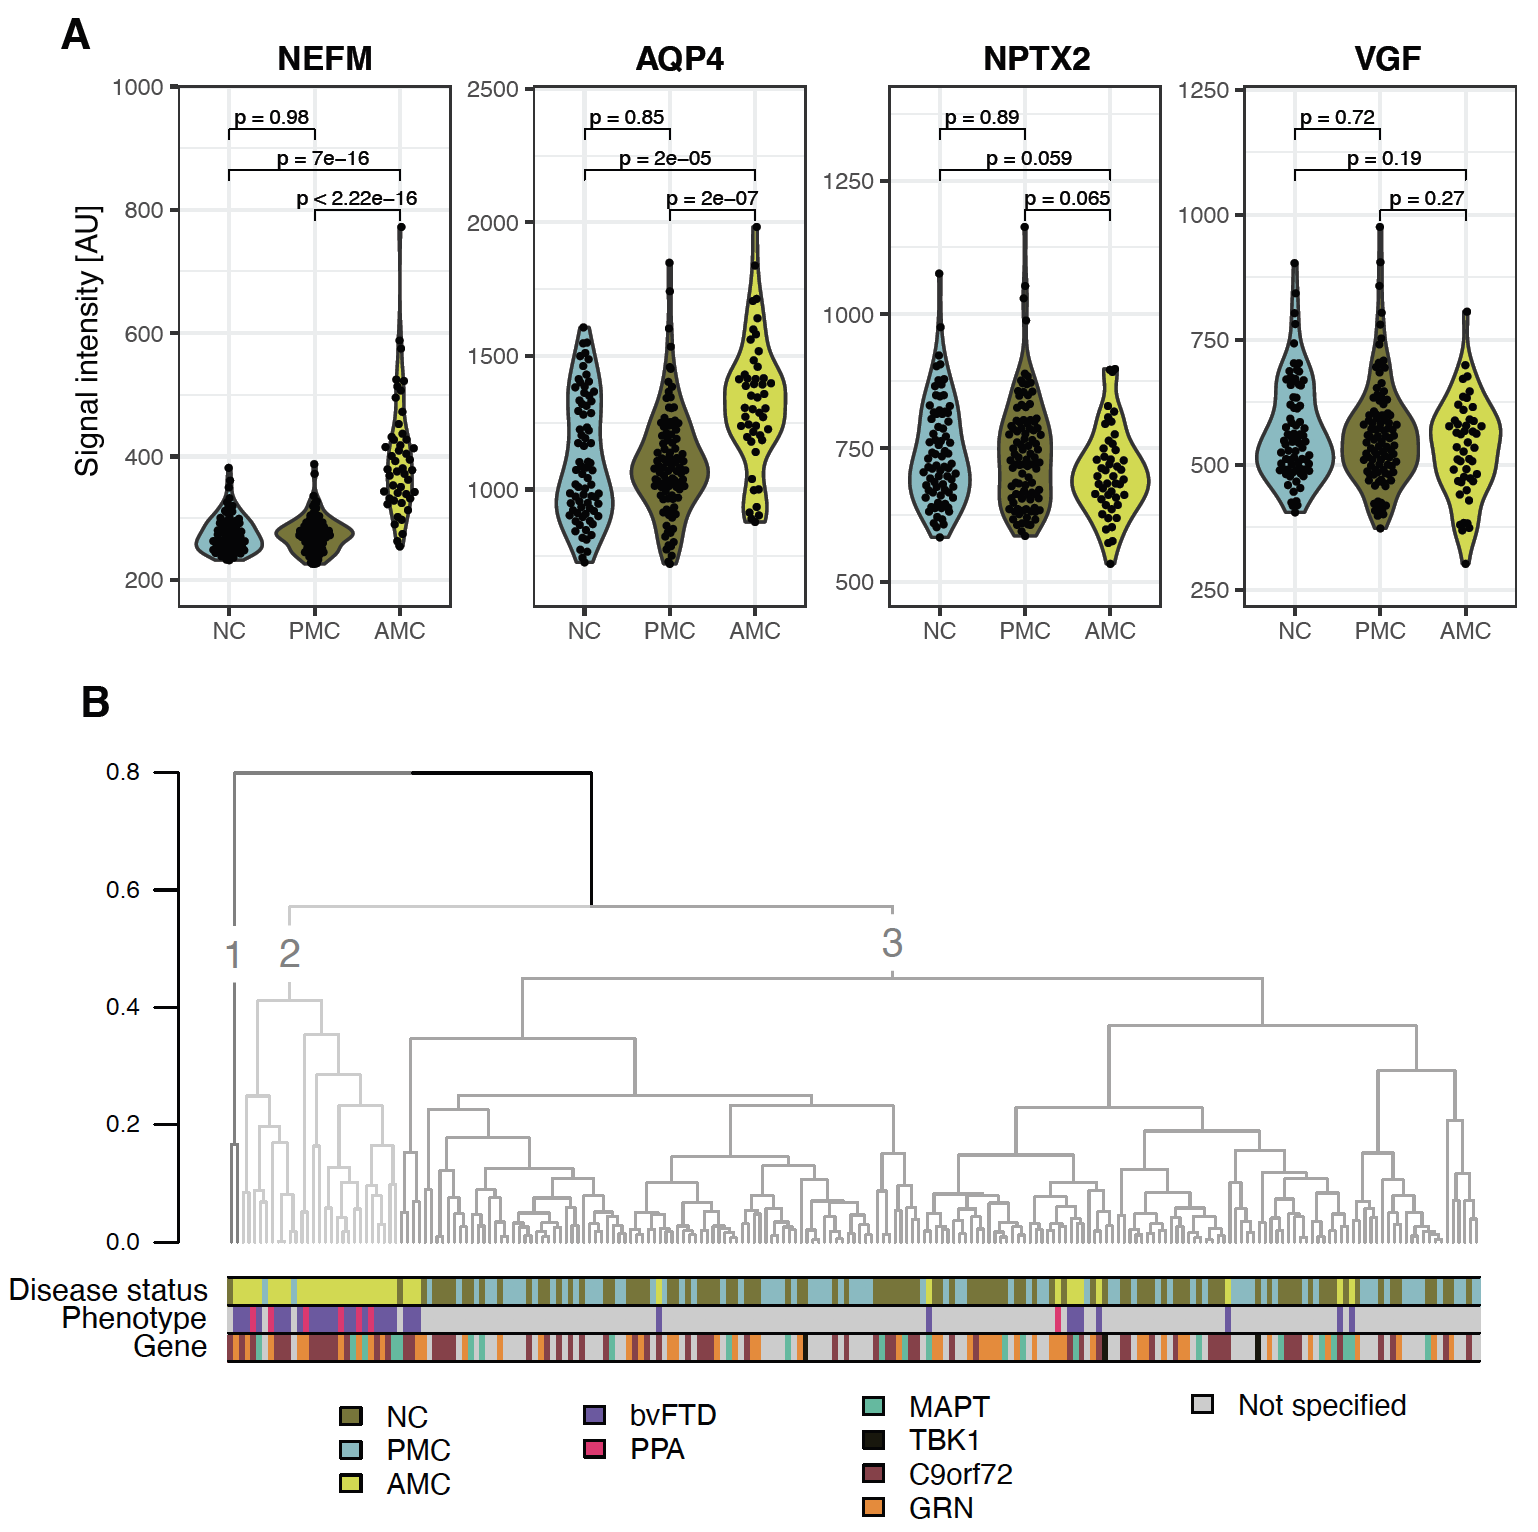 A
NEFM AQP4 NPTX2 VGF
Signal intensity [AU]
1000
800
600
400
200
p = 0.98
p = 7e−16
p < 2.22e−16
NC PMC AMC
2500
2000
1500
1000
p = 0.85
p = 2e−05
p = 2e−07
NC PMC AMC
1250
1000
750
500
p = 0.89
p = 0.059
p = 0.065
NC PMC AMC
1250
1000
750
500
250
p = 0.72
p = 0.19
p = 0.27
NC PMC AMC
B
0.8
0.6
0.4
0.2
0.0
1 2 3
Disease status
Phenotype
Gene
NC
PMC
AMC
bvFTD
PPA
MAPT
TBK1
C9orf72
GRN
Not specified